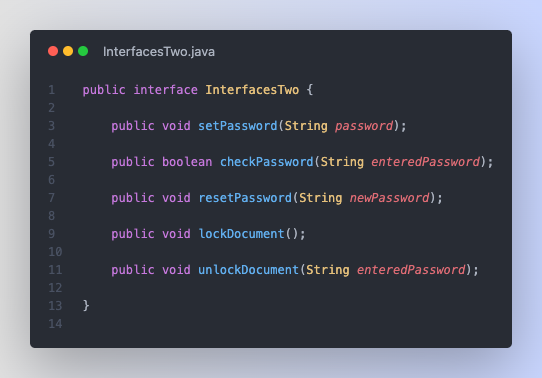 InterfacesTwo.java
1 public interface InterfacesTwo {
2
3 public void setPassword(String password);
4
5 public boolean checkPassword(String enteredPassword);
6
7 public void resetPassword(String newPassword);
8
9 public void lockDocument();
10
11 public void unlockDocument(String enteredPassword);
12
13 }
14